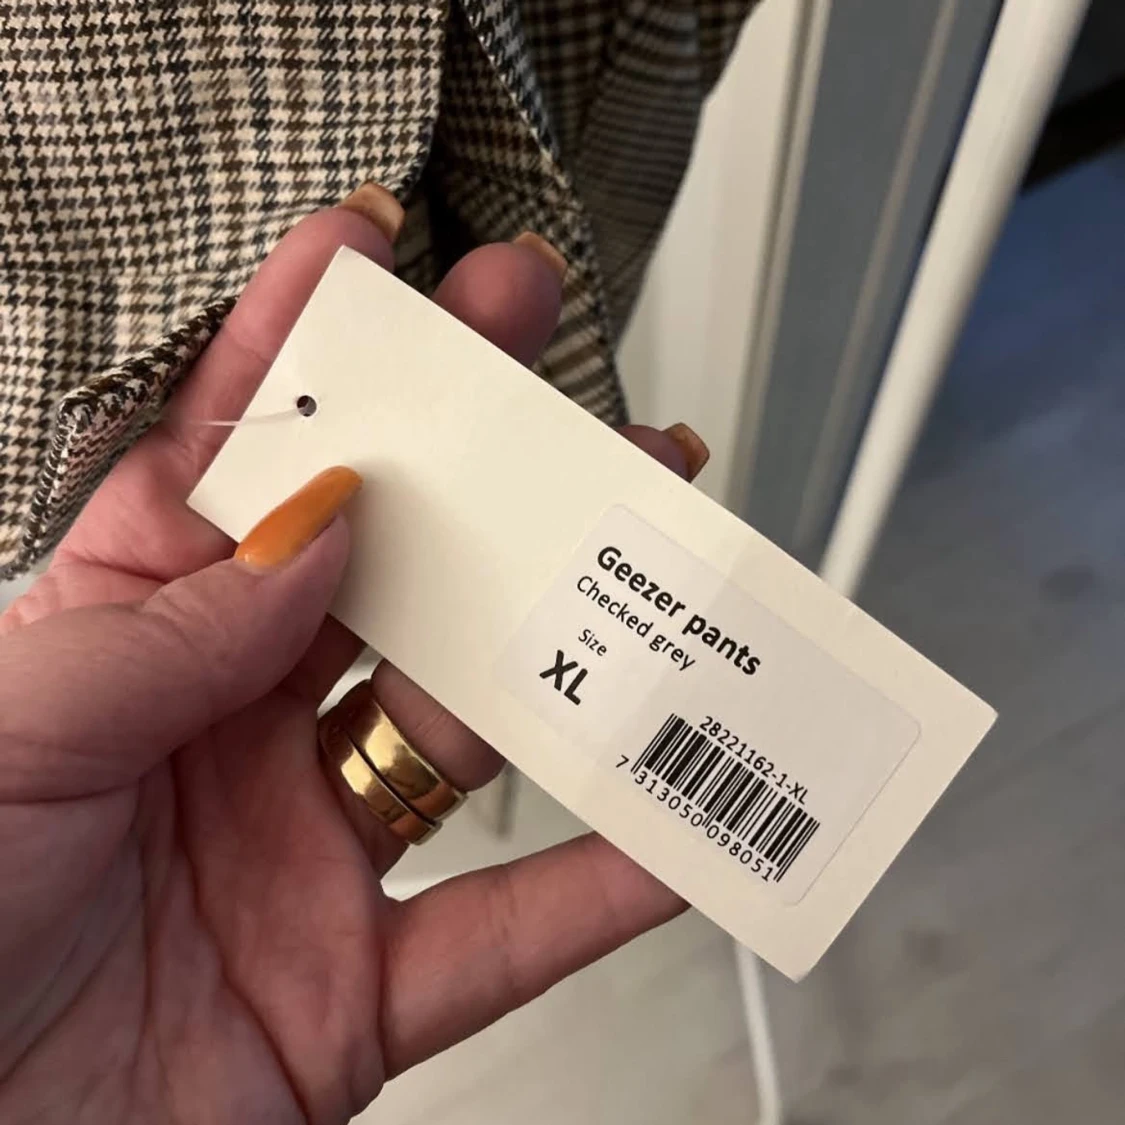 Geezer pants
Checked grey
Size
XL
28221162-1-XL
7 313050 098051